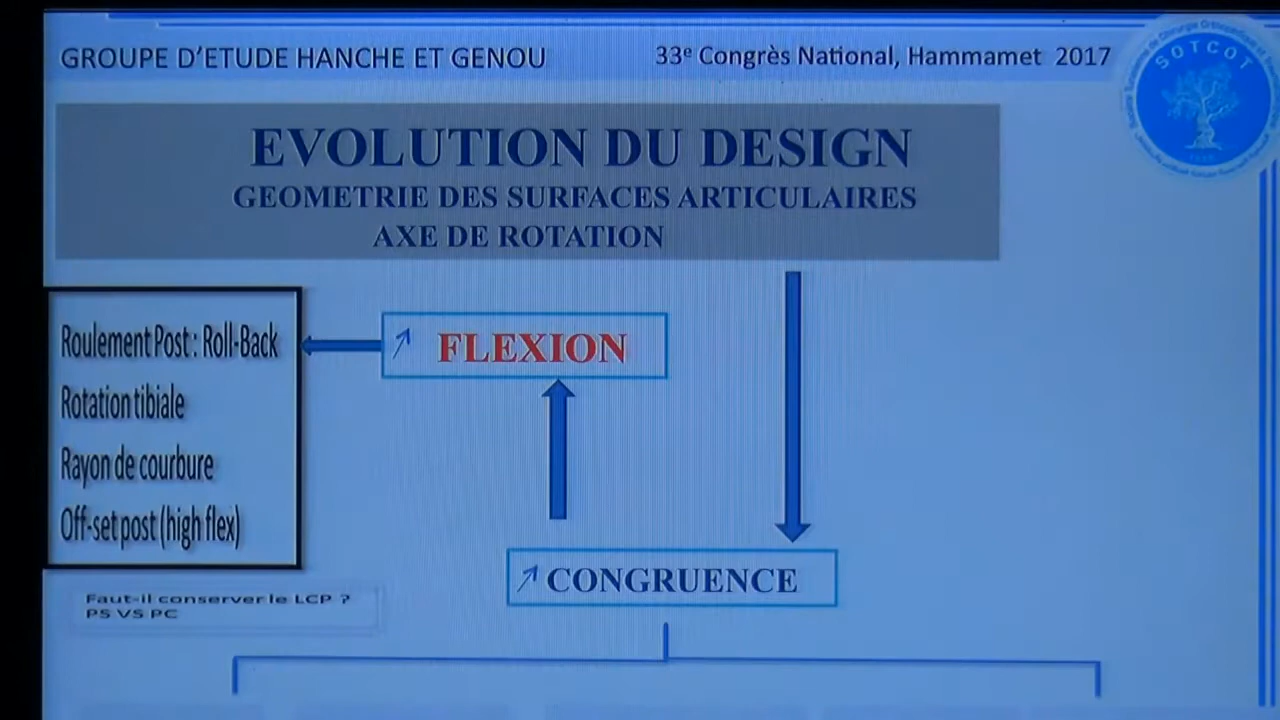 GROUPE D'ETUDE HANCHE ET GENOU
33e Congrès National, Hammamet 2017
SOTCOT
EVOLUTION DU DESIGN
GEOMETRIE DES SURFACES ARTICULAIRES
AXE DE ROTATION
Roulement Post : Roll-Back
Rotation tibiale
Rayon de courbure
Off-set post (high flex)
FLEXION
CONGRUENCE
Faut-il conserver le LCP ?
PS VS PC